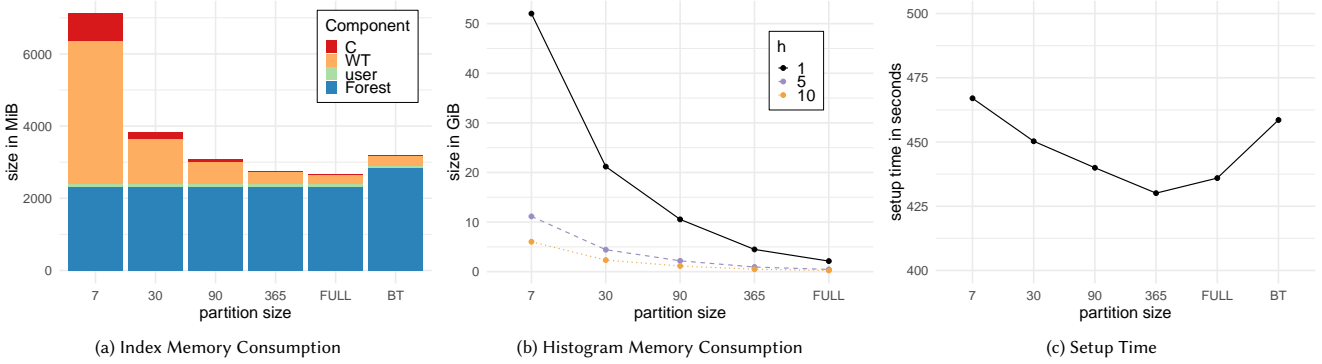 size in MiB
6000
4000
2000
0
Component
C
WT
user
Forest
7 30 90 365 FULL BT
partition size
(a) Index Memory Consumption
size in GiB
50
40
30
20
10
0
h
1
5
10
7 30 90 365 FULL
partition size
(b) Histogram Memory Consumption
setup time in seconds
500
475
450
425
400
7 30 90 365 FULL BT
partition size
(c) Setup Time